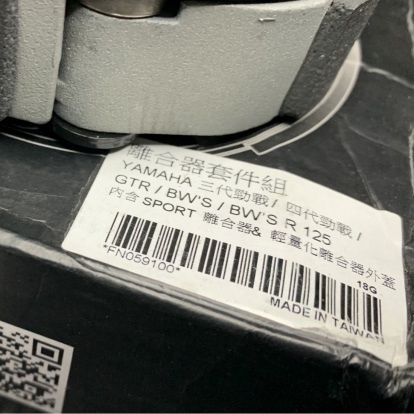 離合器套件組
YAMAHA 三代勁戰/ 四代勁戰/
GTR / BW'S / BW'S R 125
內含 SPORT 離合器& 輕量化離合器外蓋
18G
*FN059100*
MADE IN TAIWAN